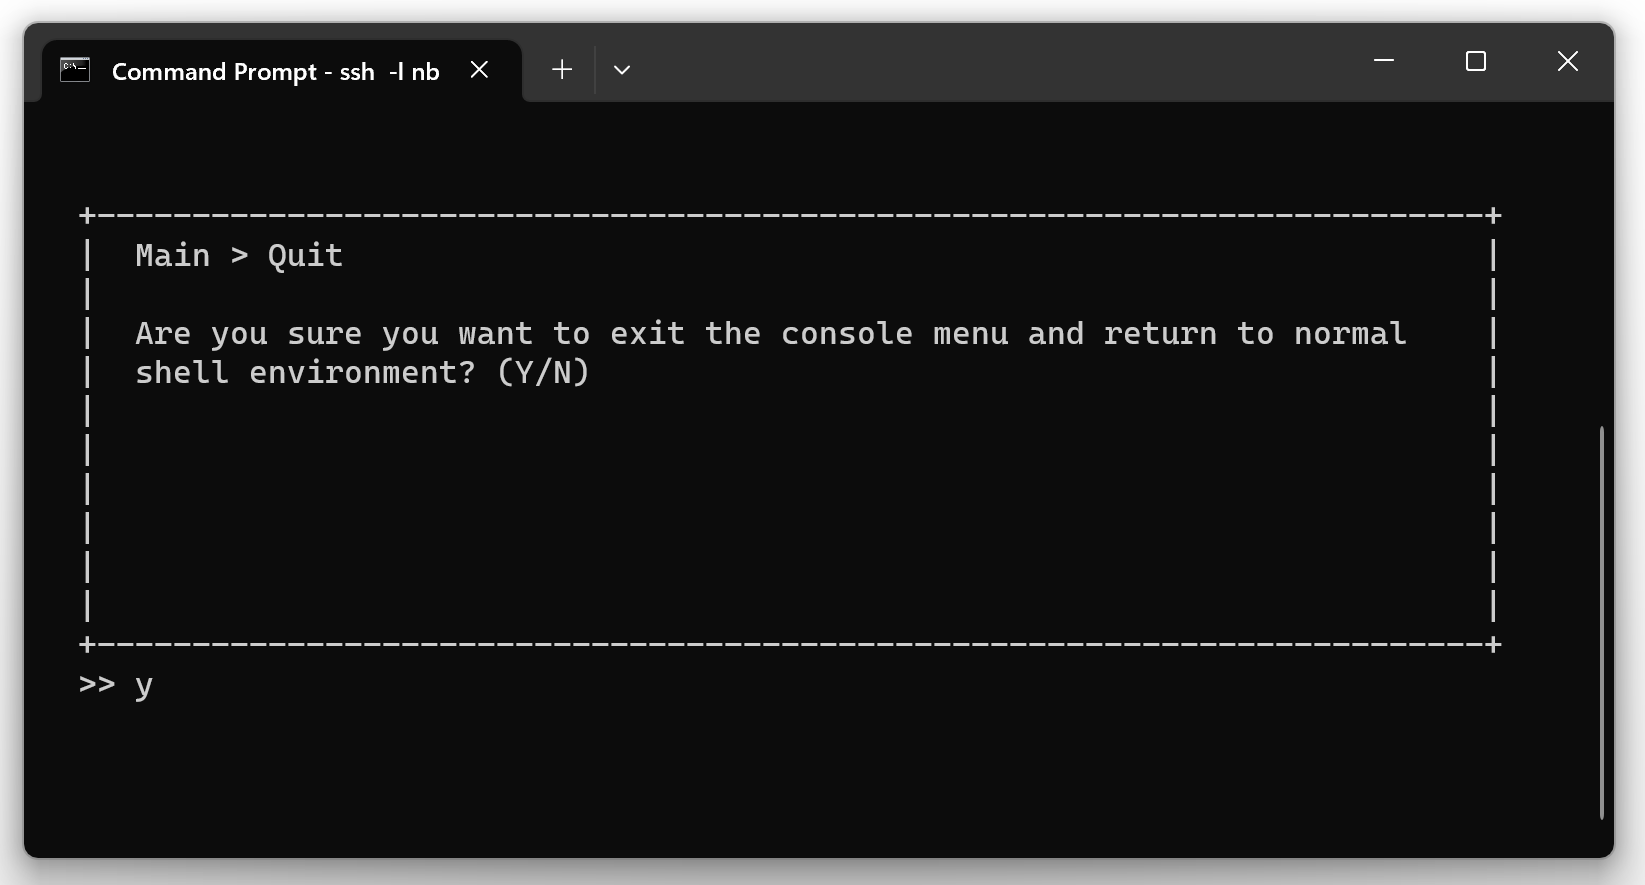 Command Prompt - ssh  -l nb
Main > Quit
Are you sure you want to exit the console menu and return to normal
shell environment? (Y/N)
>> y